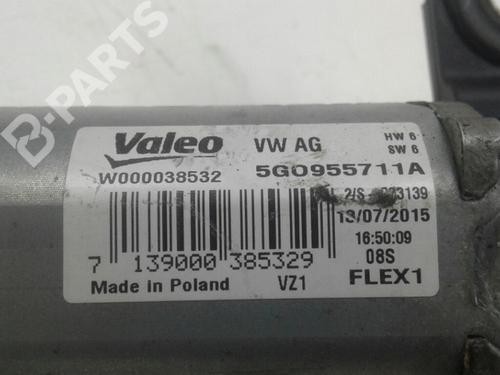 B-PARTS
Valeo VW AG HW 6
SW 6
W000038532 5G0955711A
2/S
13/07/2015
16:50:09
7 139000 385329 08S
Made in Poland VZ1 FLEX1